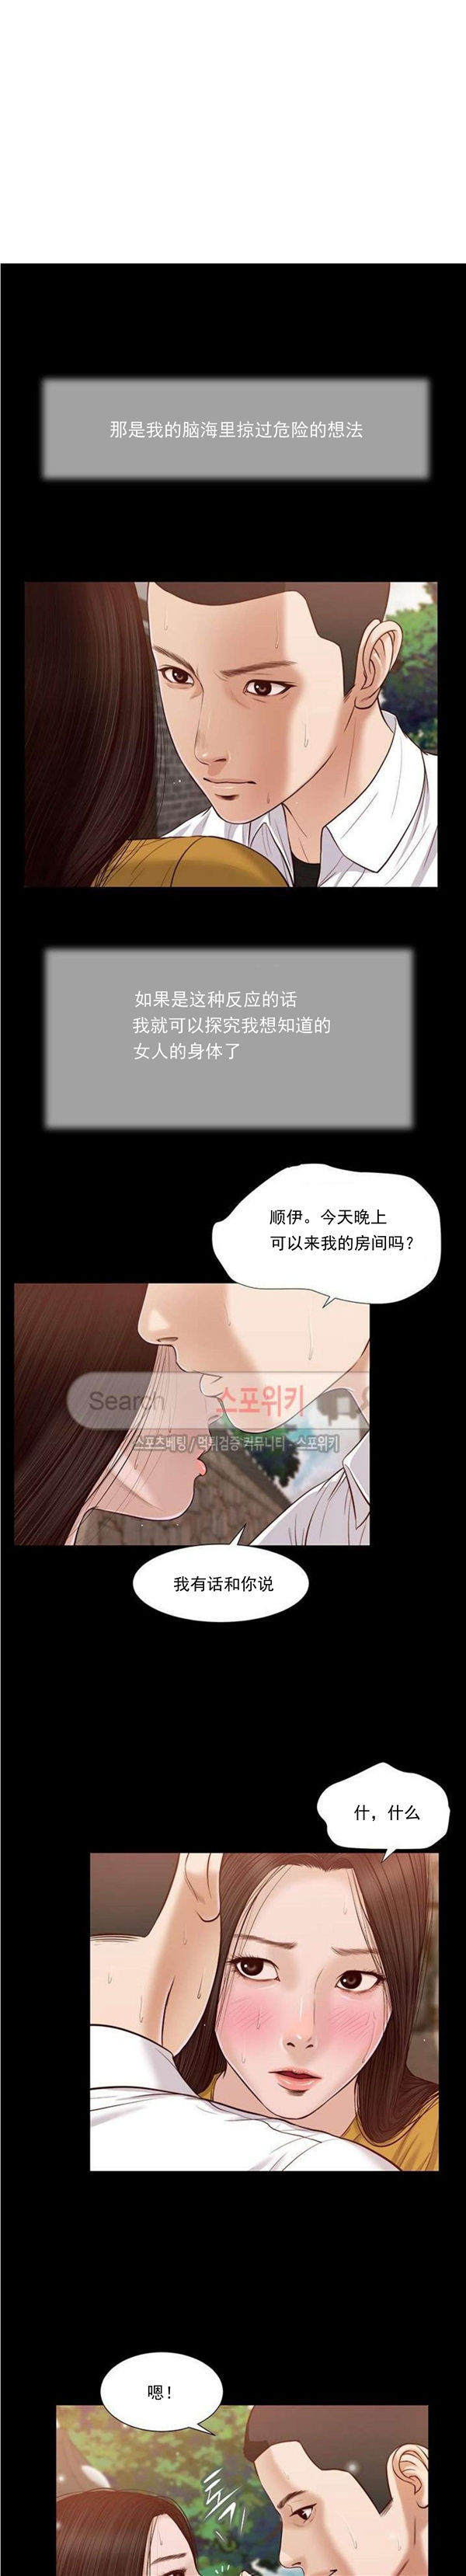 那是我的脑海里掠过危险的想法
如果是这种反应的话
我就可以探究我想知道的
女人的身体了
顺伊。今天晚上
可以来我的房间吗？
Search 스포위키
스포츠베팅 / 먹튀검증 커뮤니티 - 스포위키
我有话和你说
什，什么
嗯！